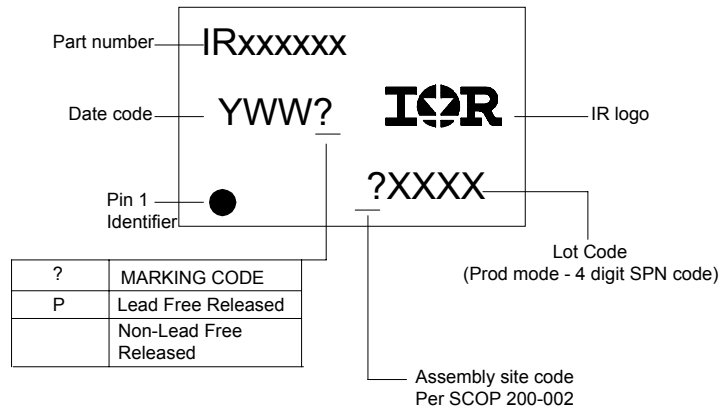 Part number
IRxxxxxx
Date code
YWW?
IOR
IR logo
?XXXX
Pin 1
Identifier
Lot Code
(Prod mode - 4 digit SPN code)
? MARKING CODE
P Lead Free Released
Non-Lead Free
Released
Assembly site code
Per SCOP 200-002